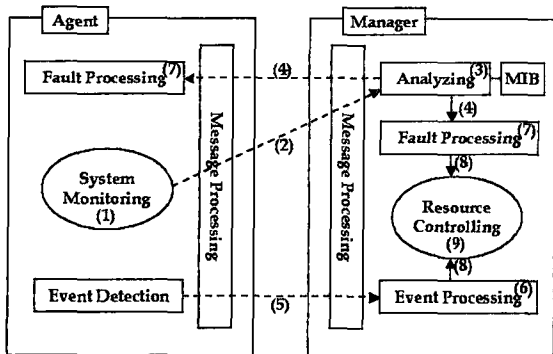 Agent
Manager
Fault Processing (7)
(4)
Analyzing (3)
MIB
(4)
Message Processing
Message Processing
(2)
Fault Processing (7)
(8)
System
Monitoring
(1)
Resource
Controlling
(9)
(8)
Event Detection
(5)
Event Processing (6)